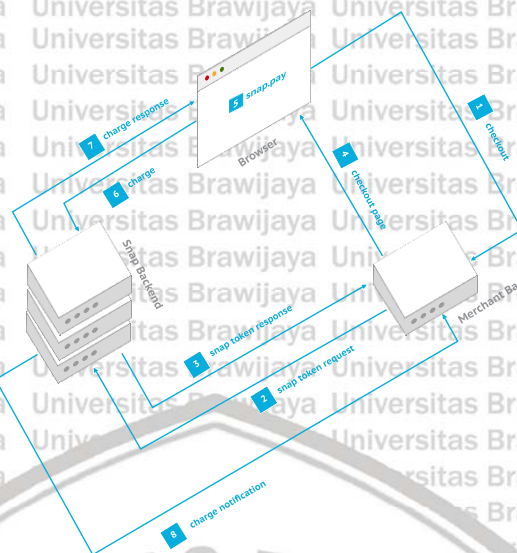 Universitas Brawijaya
5 snap.pay
Browser
1 checkout
4 checkout page
7 charge response
6 charge
Snap Backend
Merchant Ba
3 snap token response
2 snap token request
8 charge notification